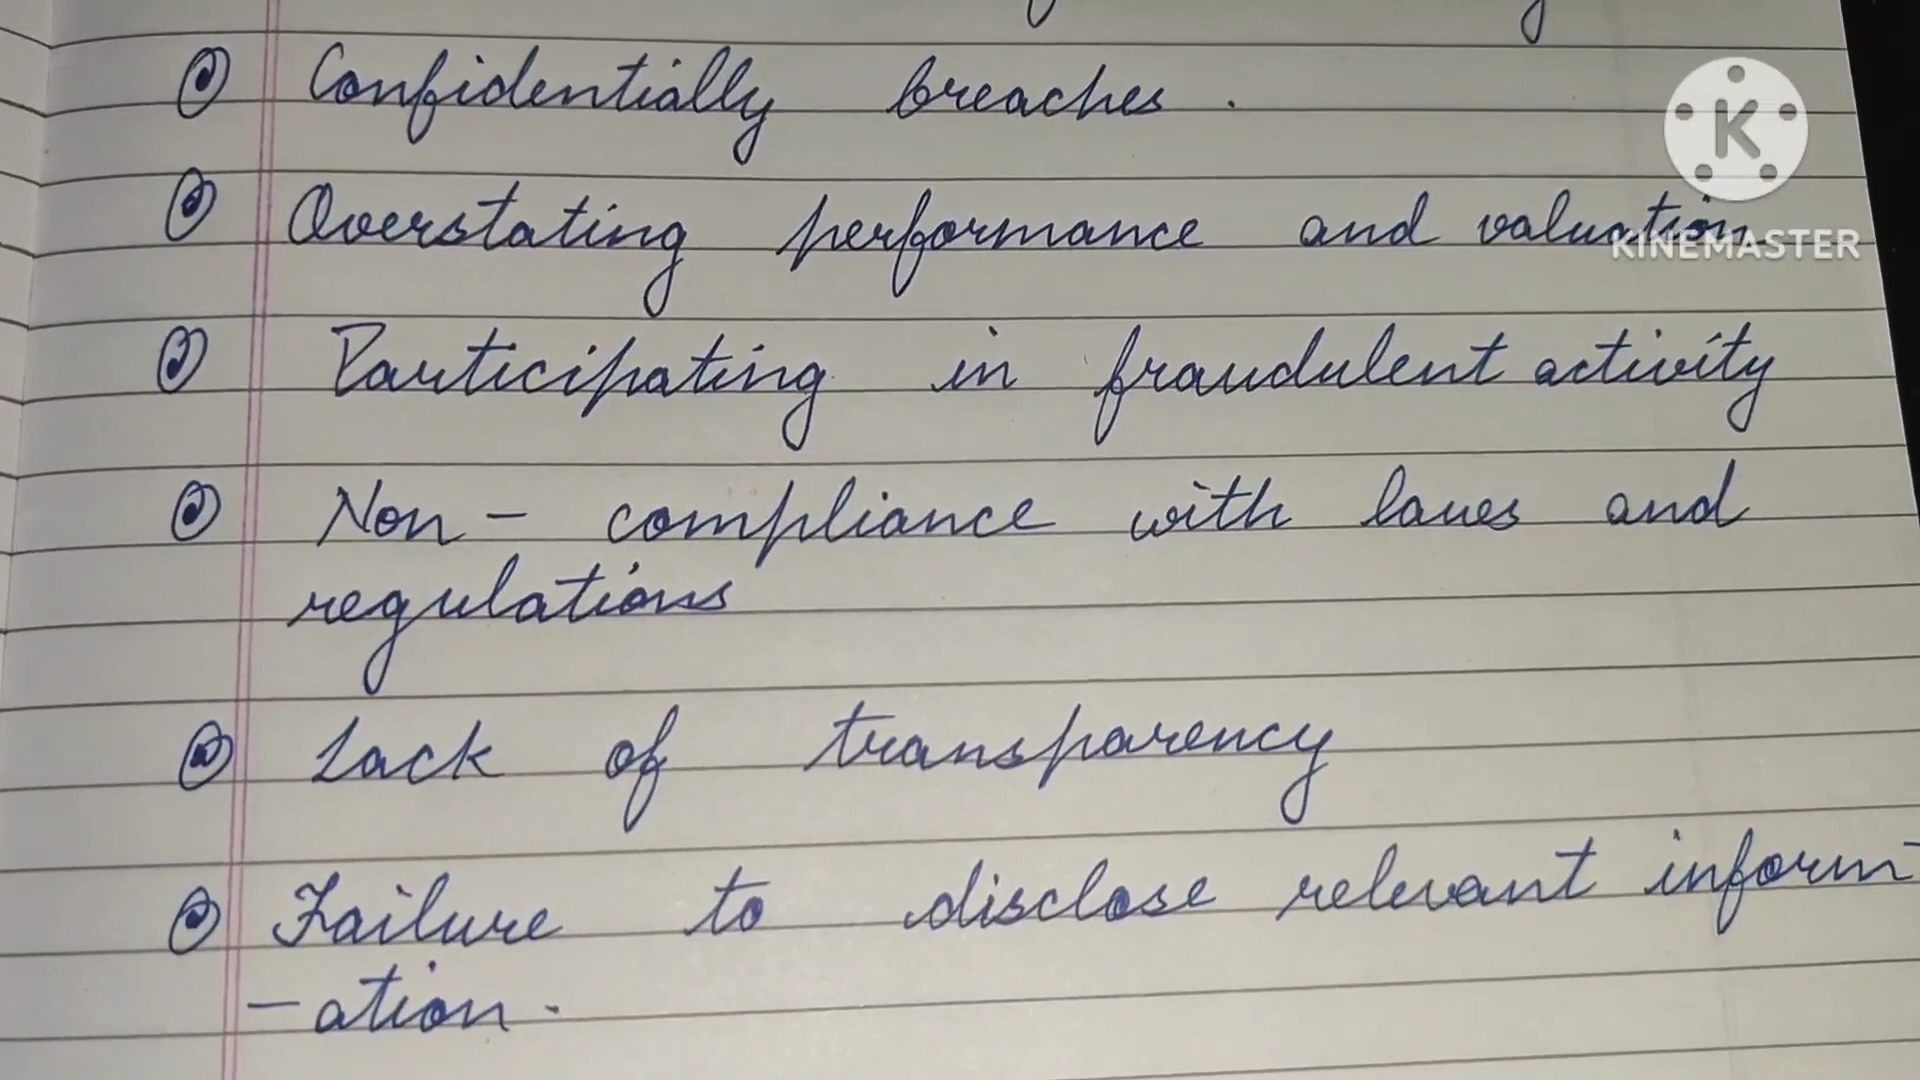 Confidentially breaches.
Overstating performance and valuation
Participating in fraudulent activity
Non - compliance with laws and
regulations
Lack of transparency
Failure to disclose relevant inform-
- ation.
K
KINEMASTER